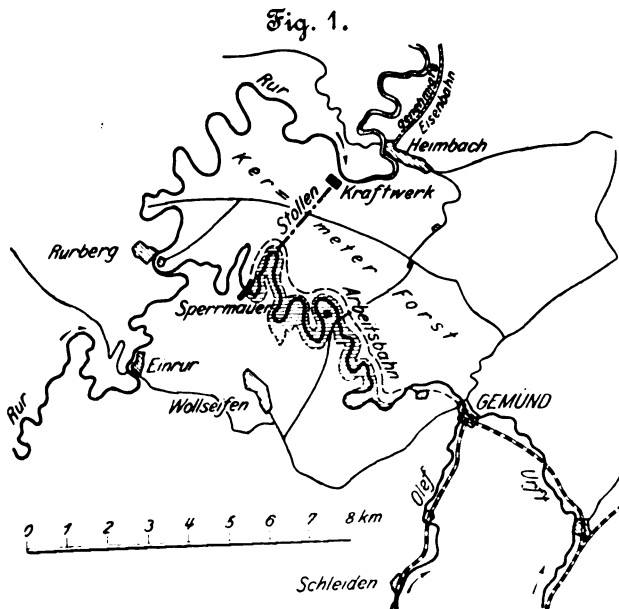 Fig. 1.
Rur
Eisenbahn
Heimbach
Kermeter Forst
Stollen
Kraftwerk
Rurberg
Sperrmauer
Arbeitsbahn
Einrur
Rur
Wollseifen
GEMÜND
Olef
Urft
0 1 2 3 4 5 6 7 8 km
Schleiden